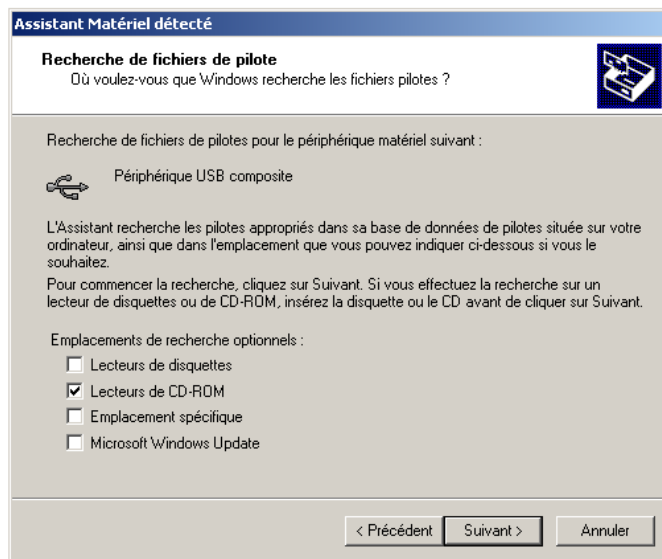 Assistant Matériel détecté
Recherche de fichiers de pilote
Où voulez-vous que Windows recherche les fichiers pilotes ?
Recherche de fichiers de pilotes pour le périphérique matériel suivant :
Périphérique USB composite
L'Assistant recherche les pilotes appropriés dans sa base de données de pilotes située sur votre
ordinateur, ainsi que dans l'emplacement que vous pouvez indiquer ci-dessous si vous le
souhaitez.
Pour commencer la recherche, cliquez sur Suivant. Si vous effectuez la recherche sur un
lecteur de disquettes ou de CD-ROM, insérez la disquette ou le CD avant de cliquer sur Suivant.
Emplacements de recherche optionnels :
Lecteurs de disquettes
Lecteurs de CD-ROM
Emplacement spécifique
Microsoft Windows Update
< Précédent Suivant > Annuler